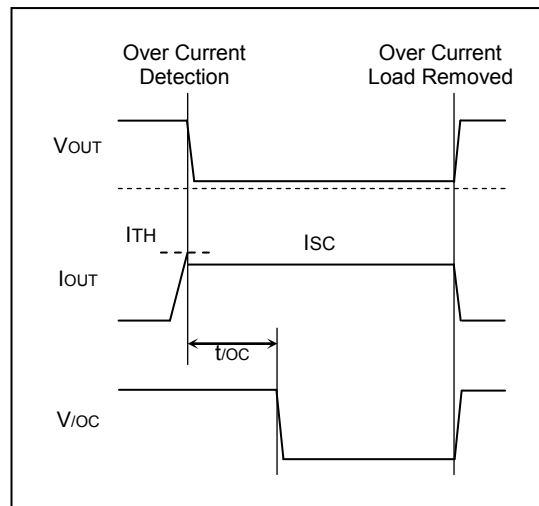 Over Current
Detection
Over Current
Load Removed
VOUT
ITH
ISC
IOUT
t/OC
V/OC